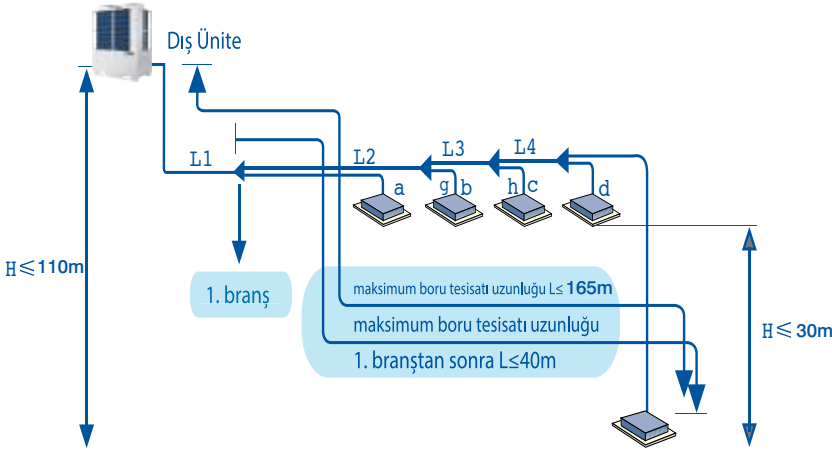 Dış Ünite
L1
L2
L3
L4
a
g
b
h
c
d
H≤110m
1. branş
maksimum boru tesisatı uzunluğu L≤ 165m
maksimum boru tesisatı uzunluğu
1. branştan sonra L≤40m
H≤30m